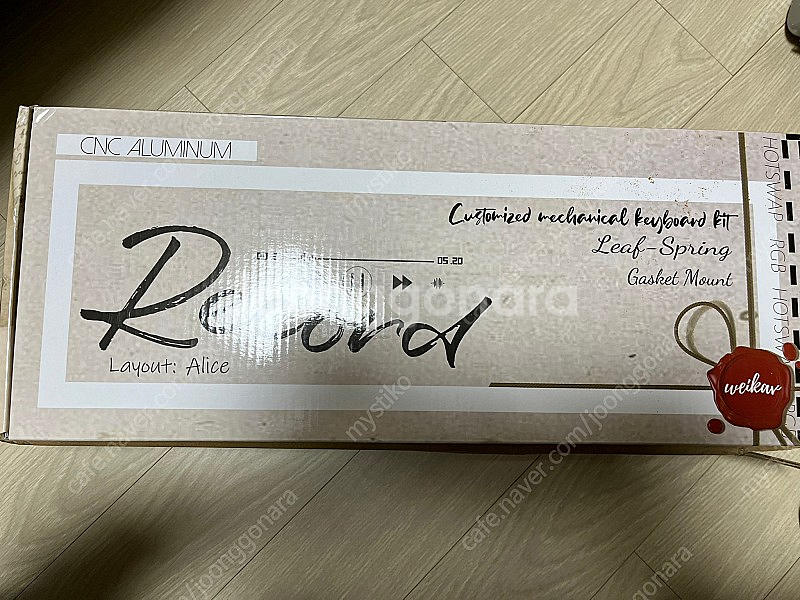 CNC ALUMINUM
HOTSWAP RGB
Customized mechanical keyboard kit
Leaf-Spring
Gasket Mount
05.20
Record
Layout: Alice
weikav
joonggonara
mystiko
cafe.naver.com/joonggonara